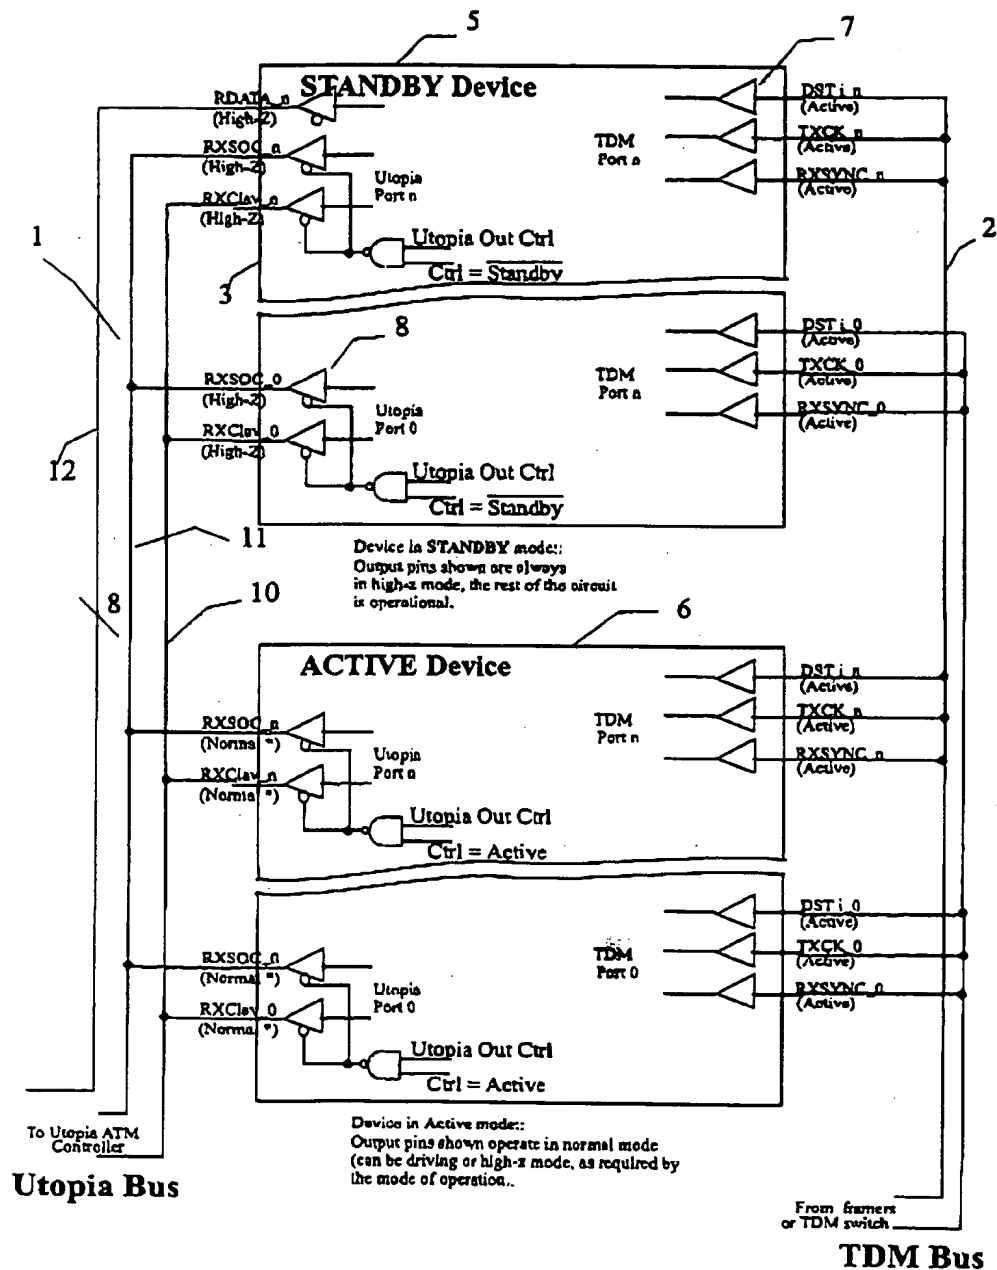 5
7
STANDBY Device
RDATA_n
(High-Z)
DSTi_n
(Active)
RXSOC_n
(High-Z)
TDM
Port n
TXCK_n
(Active)
Utopia
Port n
RXSYNC_n
(Active)
RXClav_n
(High-Z)
1
2
3
Utopia Out Ctrl
Ctrl = Standby
8
DSTi_0
(Active)
RXSOC_0
(High-Z)
TDM
Port n
TXCK_0
(Active)
Utopia
Port 0
RXSYNC_0
(Active)
RXClav_0
(High-Z)
12
Utopia Out Ctrl
Ctrl = Standby
11
Device in STANDBY mode::
Output pins shown are always
in high-z mode, the rest of the circuit
is operational.
10
8
6
ACTIVE Device
DSTi_n
(Active)
RXSOC_n
(Normal*)
TDM
Port n
TXCK_n
(Active)
Utopia
Port n
RXSYNC_n
(Active)
RXClav_n
(Normal*)
Utopia Out Ctrl
Ctrl = Active
DSTi_0
(Active)
RXSOC_0
(Normal*)
TDM
Port 0
TXCK_0
(Active)
Utopia
Port 0
RXSYNC_0
(Active)
RXClav_0
(Normal*)
Utopia Out Ctrl
Ctrl = Active
To Utopia ATM
Controller
Utopia Bus
Device in Active mode::
Output pins shown operate in normal mode
(can be driving or high-z mode, as required by
the mode of operation..
From framers
or TDM switch
TDM Bus